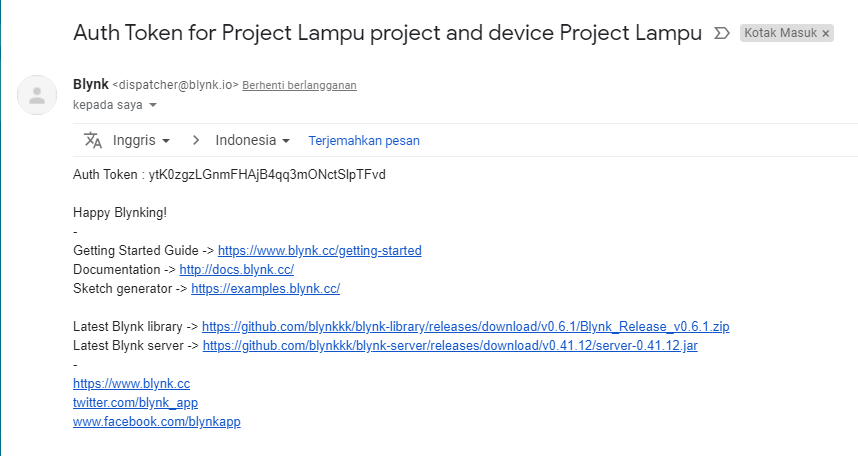 Auth Token for Project Lampu project and device Project Lampu Kotak Masuk ×
Blynk <dispatcher@blynk.io> Berhenti berlangganan
kepada saya
Inggris > Indonesia Terjemahkan pesan
Auth Token : ytK0zgzLGnmFHAjB4qq3mONctSlpTFvd
Happy Blynking!
-
Getting Started Guide -> https://www.blynk.cc/getting-started
Documentation -> http://docs.blynk.cc/
Sketch generator -> https://examples.blynk.cc/
Latest Blynk library -> https://github.com/blynkkk/blynk-library/releases/download/v0.6.1/Blynk_Release_v0.6.1.zip
Latest Blynk server -> https://github.com/blynkkk/blynk-server/releases/download/v0.41.12/server-0.41.12.jar
-
https://www.blynk.cc
twitter.com/blynk_app
www.facebook.com/blynkapp